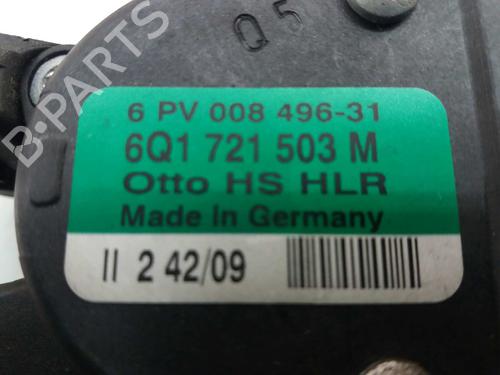 Q 5
6 PV 008 496-31
6Q1 721 503 M
Otto HS HLR
Made In Germany
II 2 42/09
B-PARTS